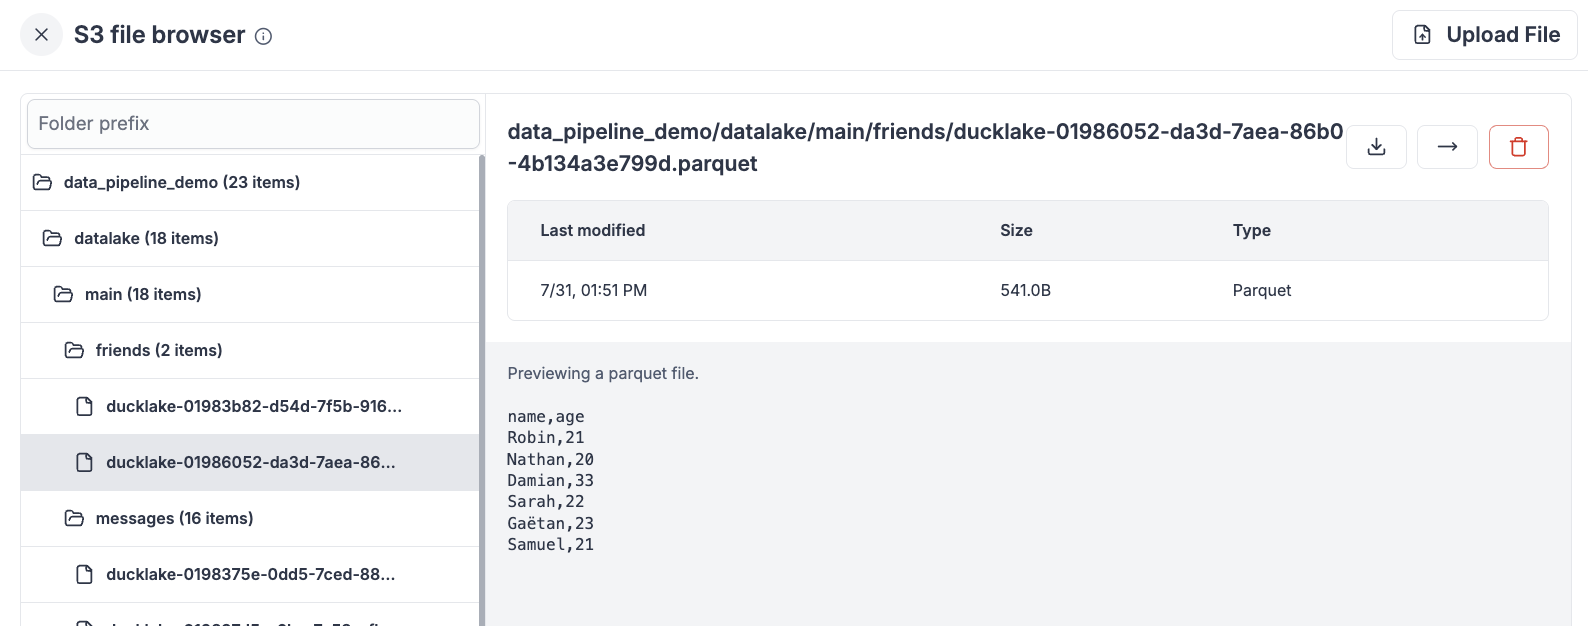 S3 file browser
Upload File
Folder prefix
data_pipeline_demo (23 items)
datalake (18 items)
main (18 items)
friends (2 items)
ducklake-01983b82-d54d-7f5b-916...
ducklake-01986052-da3d-7aea-86...
messages (16 items)
ducklake-0198375e-0dd5-7ced-88...
data_pipeline_demo/datalake/main/friends/ducklake-01986052-da3d-7aea-86b0
-4b134a3e799d.parquet
Last modified Size Type
7/31, 01:51 PM 541.0B Parquet
Previewing a parquet file.
name,age
Robin,21
Nathan,20
Damian,33
Sarah,22
Gaëtan,23
Samuel,21